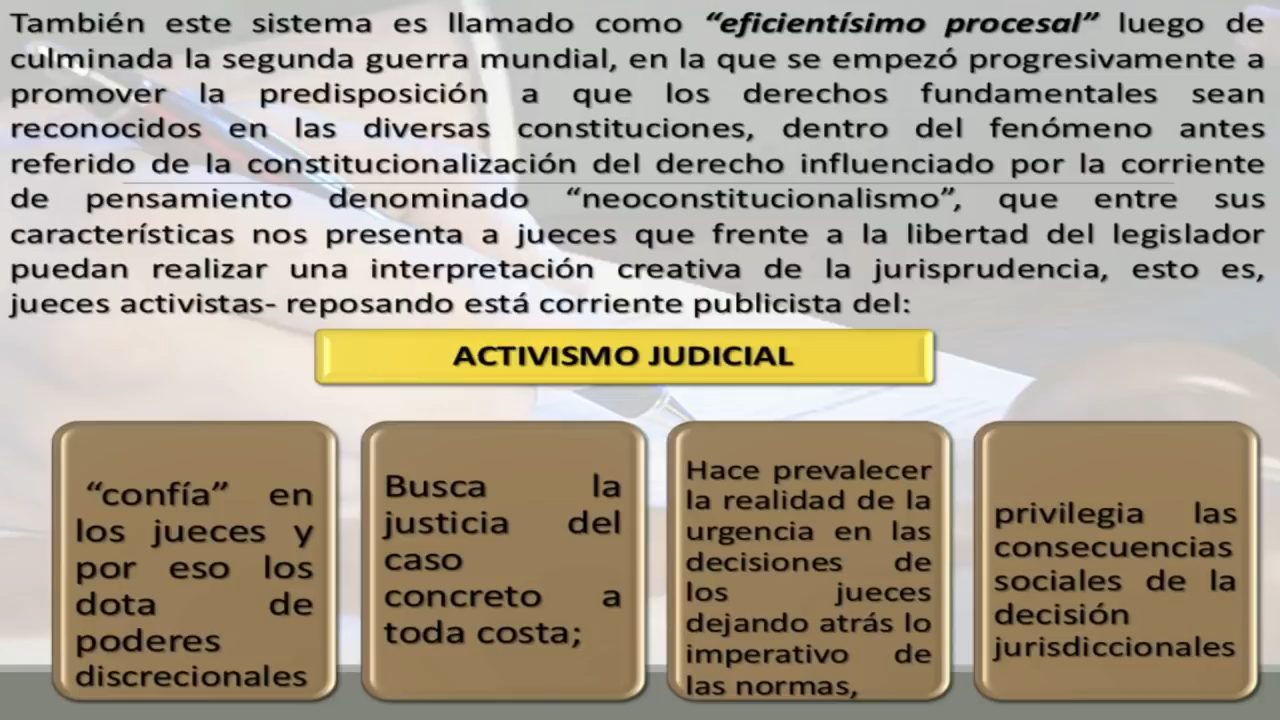 También este sistema es llamado como “eficientísimo procesal” luego de
culminada la segunda guerra mundial, en la que se empezó progresivamente a
promover la predisposición a que los derechos fundamentales sean
reconocidos en las diversas constituciones, dentro del fenómeno antes
referido de la constitucionalización del derecho influenciado por la corriente
de pensamiento denominado “neoconstitucionalismo”, que entre sus
características nos presenta a jueces que frente a la libertad del legislador
puedan realizar una interpretación creativa de la jurisprudencia, esto es,
jueces activistas- reposando está corriente publicista del:
ACTIVISMO JUDICIAL
“confía” en
los jueces y
por eso los
dota de
poderes
discrecionales
Busca la
justicia del
caso
concreto a
toda costa;
Hace prevalecer
la realidad de la
urgencia en las
decisiones de
los jueces
dejando atrás lo
imperativo de
las normas,
privilegia las
consecuencias
sociales de la
decisión
jurisdiccionales